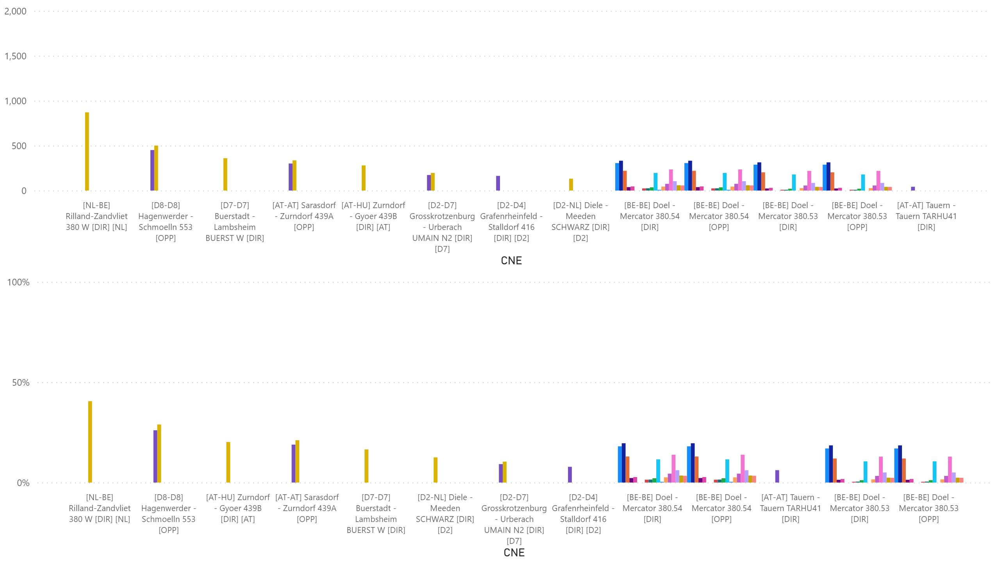 2,000
1,500
1,000
500
0
[NL-BE]
Rilland-Zandvliet
380 W [DIR] [NL]
[D8-D8]
Hagenwerder -
Schmoelln 553
[OPP]
[D7-D7]
Buerstadt -
Lambsheim
BUERST W [DIR]
[AT-AT] Sarasdorf
- Zurndorf 439A
[OPP]
[AT-HU] Zurndorf
- Gyoer 439B
[DIR] [AT]
[D2-D7]
Grosskrotzenburg
- Urberach
UMAIN N2 [DIR]
[D7]
[D2-D4]
Grafenrheinfeld -
Stalldorf 416
[DIR] [D2]
[D2-NL] Diele -
Meeden
SCHWARZ [DIR]
[D2]
[BE-BE] Doel -
Mercator 380.54
[DIR]
[BE-BE] Doel -
Mercator 380.54
[OPP]
[BE-BE] Doel -
Mercator 380.53
[DIR]
[BE-BE] Doel -
Mercator 380.53
[OPP]
[AT-AT] Tauern -
Tauern TARHU41
[DIR]
CNE
100%
50%
0%
[NL-BE]
Rilland-Zandvliet
380 W [DIR] [NL]
[D8-D8]
Hagenwerder -
Schmoelln 553
[OPP]
[AT-HU] Zurndorf
- Gyoer 439B
[DIR] [AT]
[AT-AT] Sarasdorf
- Zurndorf 439A
[OPP]
[D7-D7]
Buerstadt -
Lambsheim
BUERST W [DIR]
[D2-NL] Diele -
Meeden
SCHWARZ [DIR]
[D2]
[D2-D7]
Grosskrotzenburg
- Urberach
UMAIN N2 [DIR]
[D7]
[D2-D4]
Grafenrheinfeld -
Stalldorf 416
[DIR] [D2]
[BE-BE] Doel -
Mercator 380.54
[DIR]
[BE-BE] Doel -
Mercator 380.54
[OPP]
[AT-AT] Tauern -
Tauern TARHU41
[DIR]
[BE-BE] Doel -
Mercator 380.53
[DIR]
[BE-BE] Doel -
Mercator 380.53
[OPP]
CNE